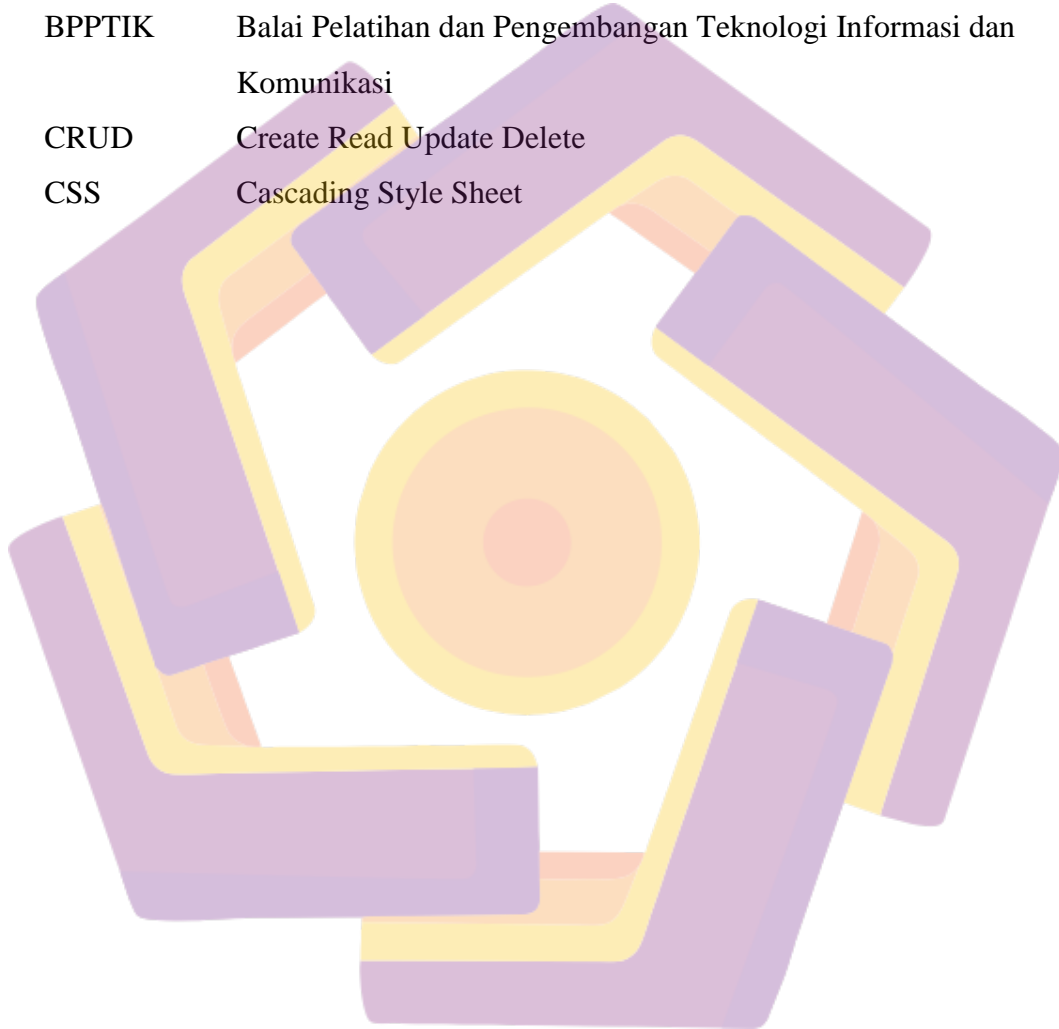 BPPTIK Balai Pelatihan dan Pengembangan Teknologi Informasi dan
Komunikasi
CRUD Create Read Update Delete
CSS Cascading Style Sheet